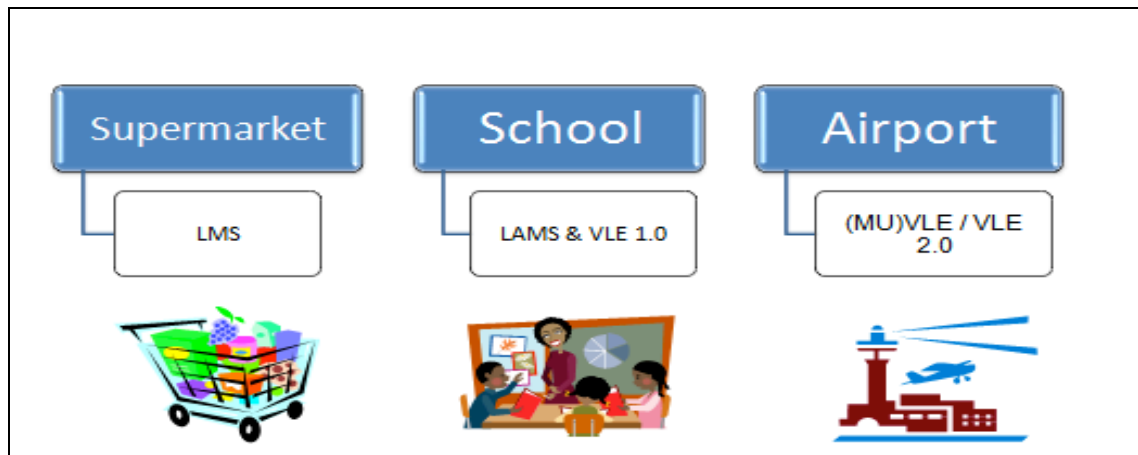 Supermarket
School
Airport
LMS
LAMS & VLE 1.0
(MU)VLE / VLE
2.0